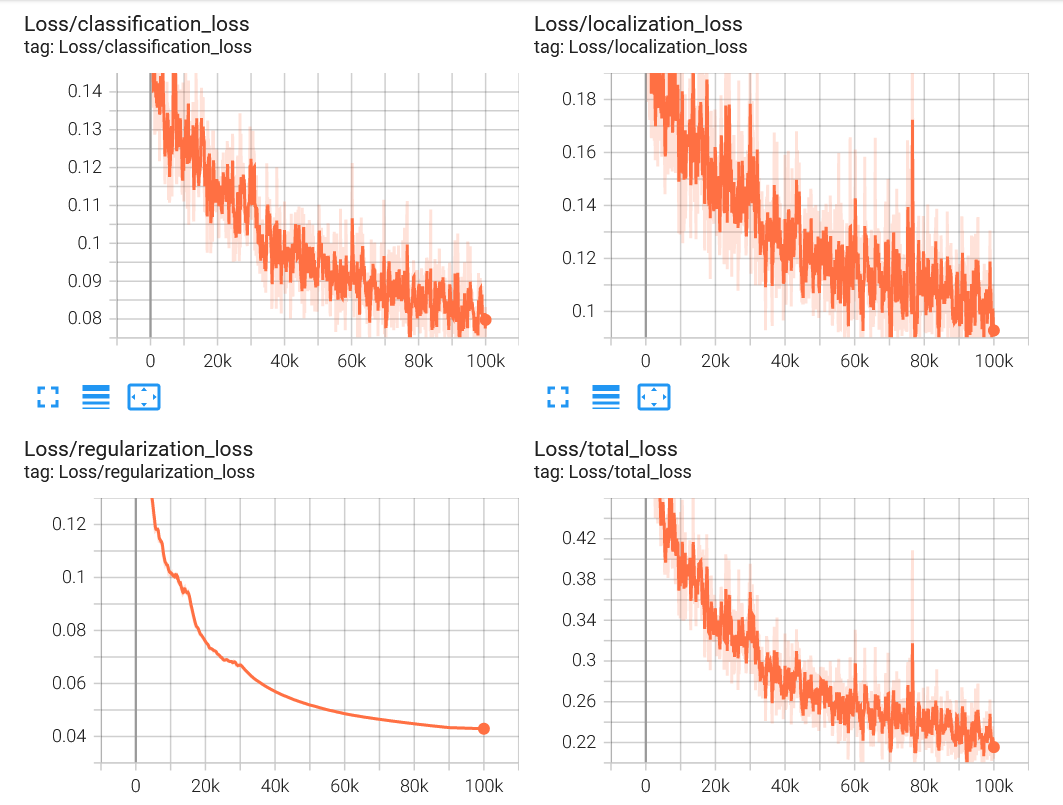 Loss/classification_loss
tag: Loss/classification_loss
0.14
0.13
0.12
0.11
0.1
0.09
0.08
0 20k 40k 60k 80k 100k
Loss/localization_loss
tag: Loss/localization_loss
0.18
0.16
0.14
0.12
0.1
0 20k 40k 60k 80k 100k
Loss/regularization_loss
tag: Loss/regularization_loss
0.12
0.1
0.08
0.06
0.04
0 20k 40k 60k 80k 100k
Loss/total_loss
tag: Loss/total_loss
0.42
0.38
0.34
0.3
0.26
0.22
0 20k 40k 60k 80k 100k